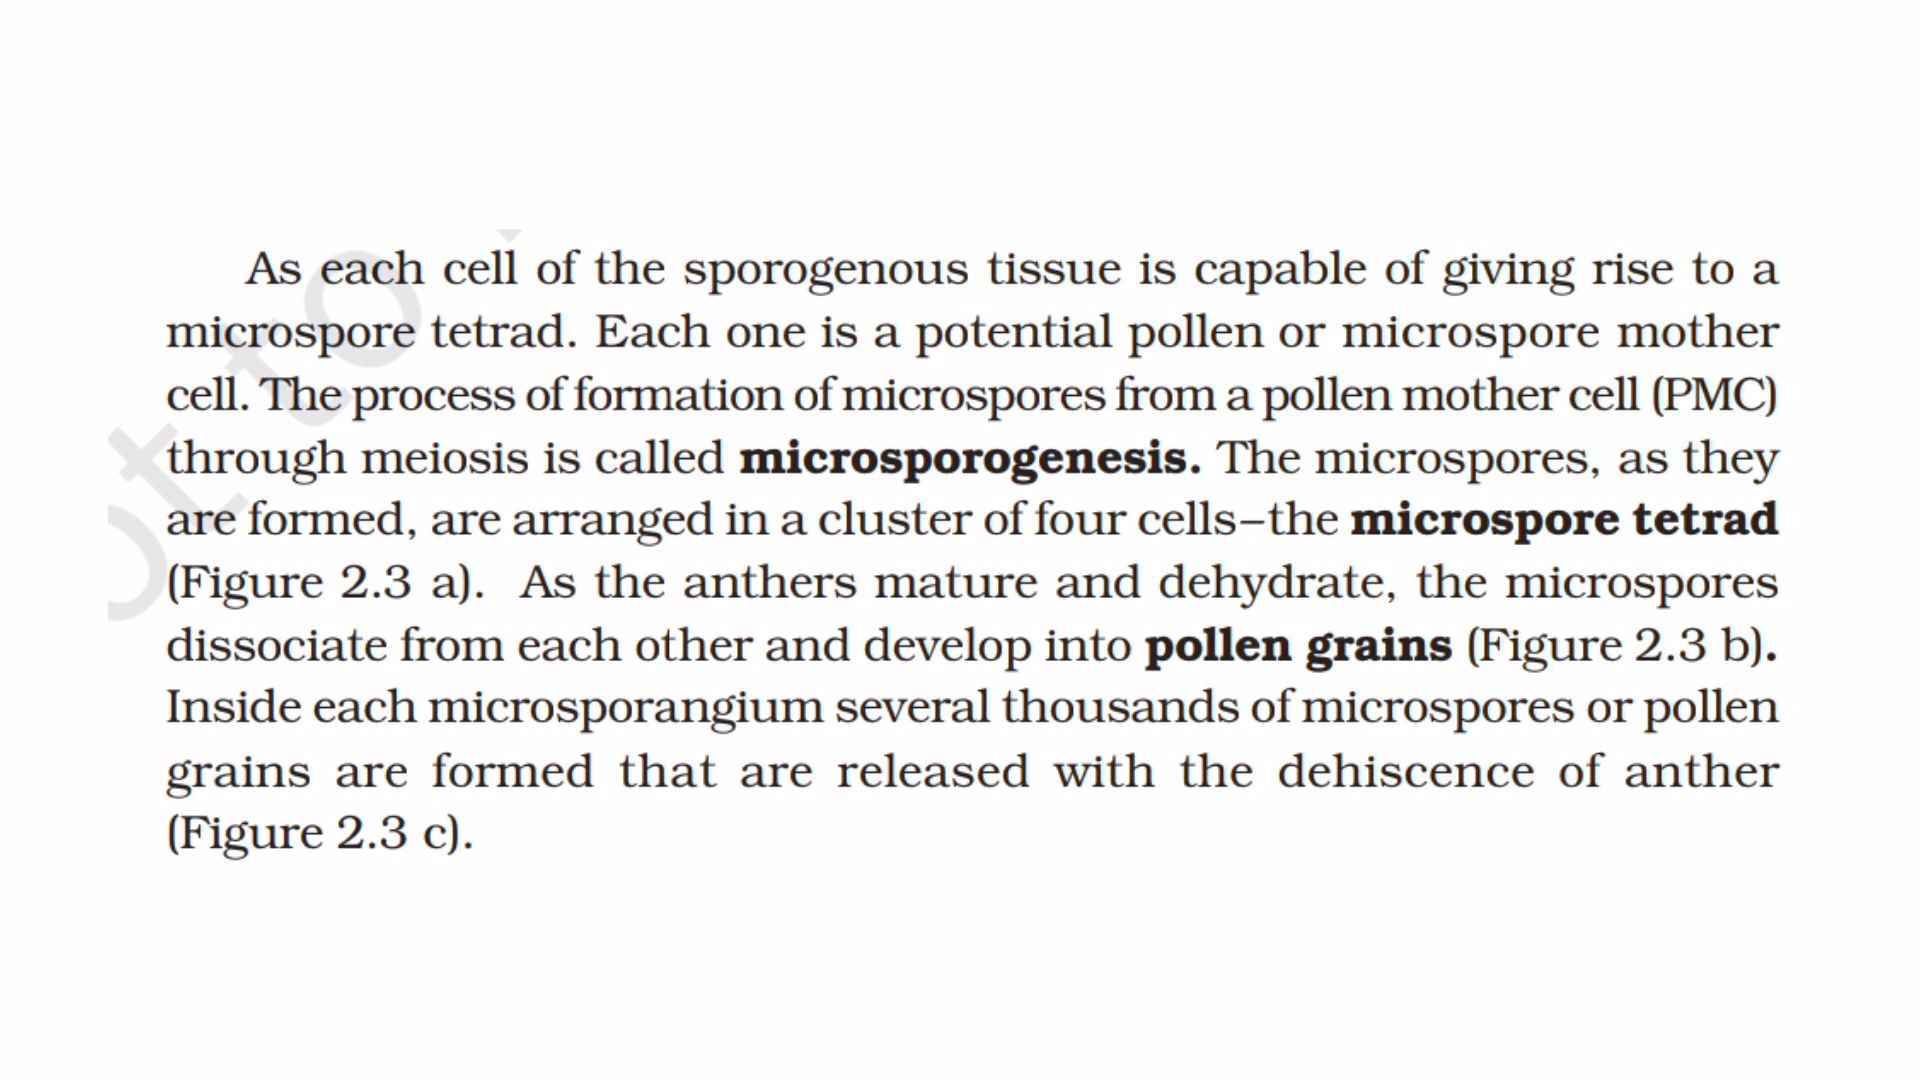 As each cell of the sporogenous tissue is capable of giving rise to a
microspore tetrad. Each one is a potential pollen or microspore mother
cell. The process of formation of microspores from a pollen mother cell (PMC)
through meiosis is called microsporogenesis. The microspores, as they
are formed, are arranged in a cluster of four cells–the microspore tetrad
(Figure 2.3 a). As the anthers mature and dehydrate, the microspores
dissociate from each other and develop into pollen grains (Figure 2.3 b).
Inside each microsporangium several thousands of microspores or pollen
grains are formed that are released with the dehiscence of anther
(Figure 2.3 c).
ot to